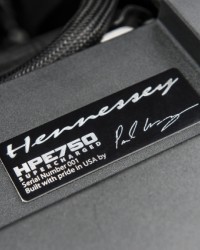 Hennessey
HPE750
SUPERCHARGED
Serial Number 001
Built with pride in USA by